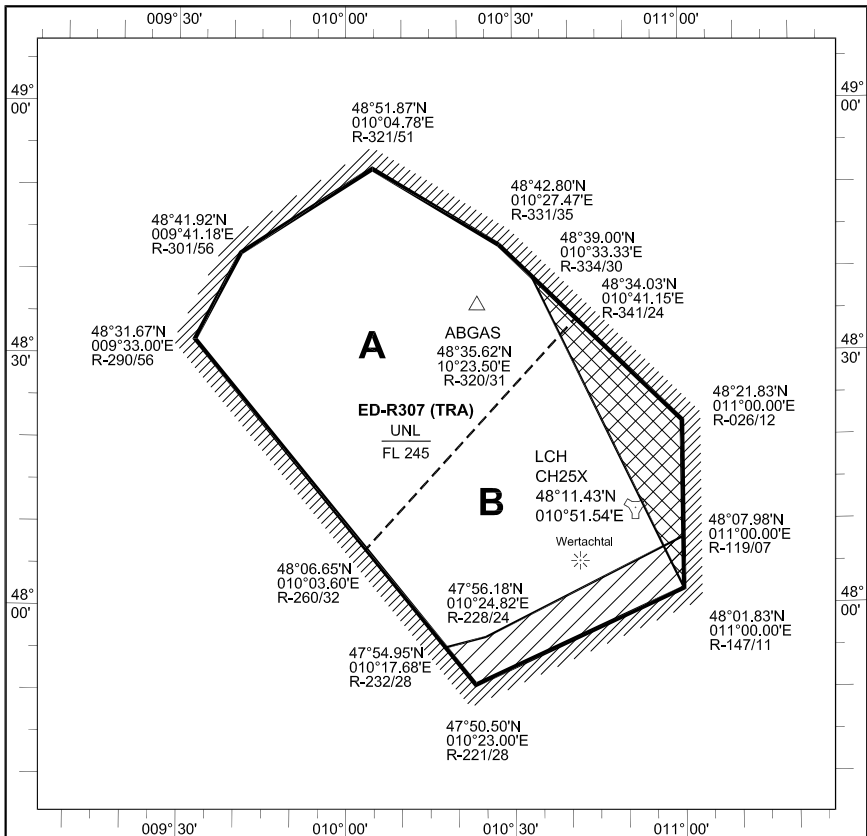 009°30'
010°00'
010°30'
011°00'
49°
00'
49°
00'
48°51.87'N
010°04.78'E
R-321/51
48°42.80'N
010°27.47'E
R-331/35
48°41.92'N
009°41.18'E
R-301/56
48°39.00'N
010°33.33'E
R-334/30
48°34.03'N
010°41.15'E
R-341/24
48°31.67'N
009°33.00'E
R-290/56
48°
30'
48°
30'
A
ABGAS
48°35.62'N
10°23.50'E
R-320/31
ED-R307 (TRA)
UNL
FL 245
48°21.83'N
011°00.00'E
R-026/12
LCH
CH25X
48°11.43'N
010°51.54'E
B
Wertachtal
48°07.98'N
011°00.00'E
R-119/07
48°06.65'N
010°03.60'E
R-260/32
47°56.18'N
010°24.82'E
R-228/24
48°
00'
48°
00'
48°01.83'N
011°00.00'E
R-147/11
47°54.95'N
010°17.68'E
R-232/28
47°50.50'N
010°23.00'E
R-221/28
009°30'
010°00'
010°30'
011°00'